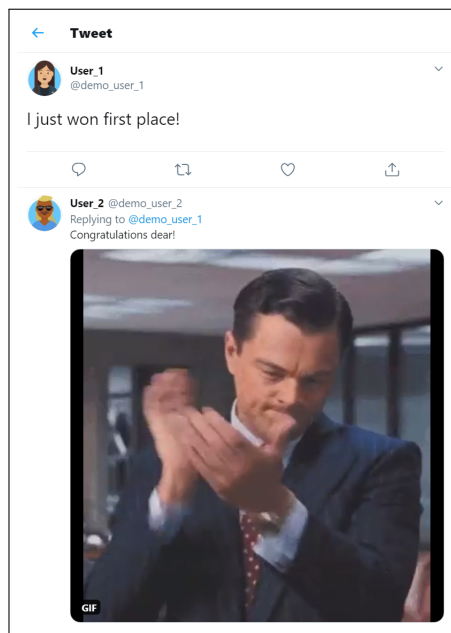 Tweet
User_1
@demo_user_1
I just won first place!
User_2 @demo_user_2
Replying to @demo_user_1
Congratulations dear!
GIF